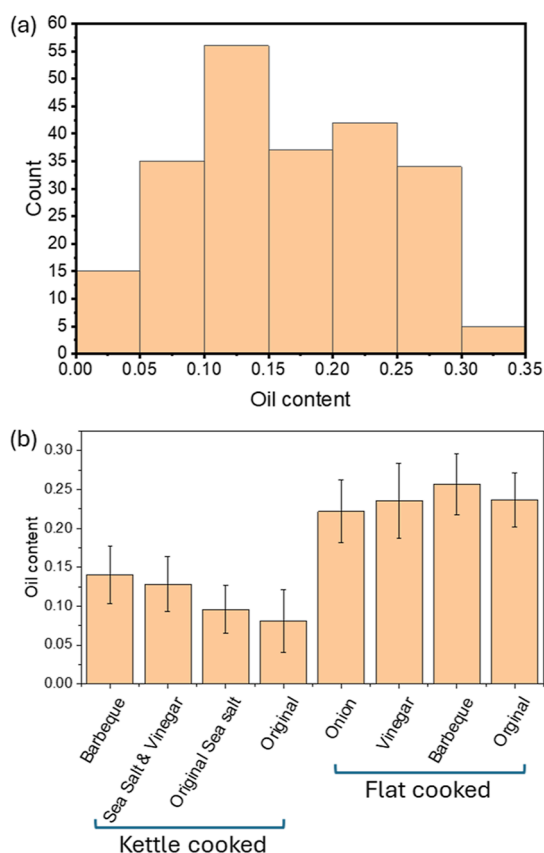 (a)
60
55
50
45
40
35
30
25
20
15
10
5
0
Count
0.00 0.05 0.10 0.15 0.20 0.25 0.30 0.35
Oil content
(b)
0.30
0.25
0.20
0.15
0.10
0.05
0.00
Oil content
Barbeque
Sea Salt & Vinegar
Original Sea salt
Original
Onion
Vinegar
Barbeque
Orginal
Kettle cooked
Flat cooked